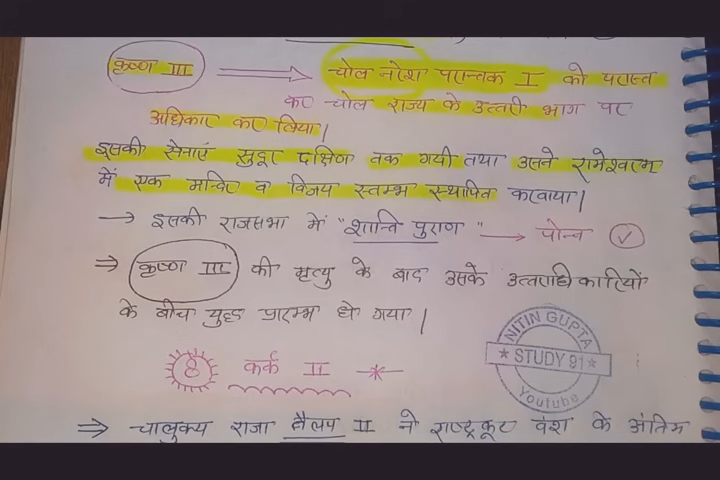 कृष्ण III ⟹ चोल नरेश परान्तक I को परास्त
कर चोल राज्य के उत्तरी भाग पर
अधिकार कर लिया|
इसकी सेनाएं सुदूर दक्षिण तक गयी तथा उसने रामेश्वरम
में एक मन्दिर व विजय स्तम्भ स्थापित करवाया|
→ इसकी राजसभा में "शान्ति पुराण" → पोन्न ✓
⇒ कृष्ण III की मृत्यु के बाद उसके उत्तराधिकारियों
के बीच युद्ध प्रारम्भ हो गया|
8 कर्क II
NITIN GUPTA
★ STUDY 91 ★
Youtube
⇒ चालुक्य राजा तैलप II ने राष्ट्रकूट वंश के अंतिम